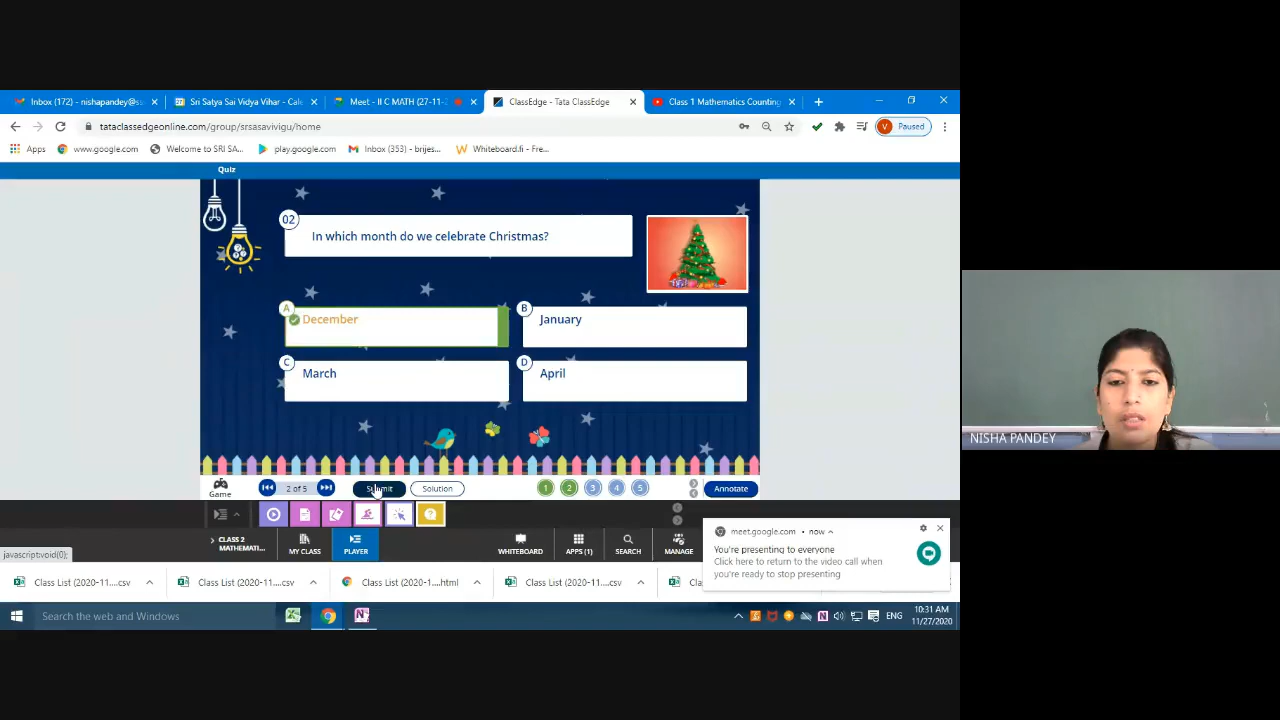 Inbox (172) - nishapandey@ss
Sri Satya Sai Vidya Vihar - Cale
Meet - II C MATH (27-11-2
ClassEdge - Tata ClassEdge
Class 1 Mathematics Counting
tataclassedgeonline.com/group/srsasavivigu/home
Paused
Apps
www.google.com
Welcome to SRI SA...
play.google.com
Inbox (353) - brijes...
Whiteboard.fi - Fre...
Quiz
02
In which month do we celebrate Christmas?
A
December
B
January
C
March
D
April
Game
2 of 5
Submit
Solution
1 2 3 4 5
Annotate
CLASS 2
MATHEMATI...
MY CLASS
PLAYER
WHITEBOARD
APPS (1)
SEARCH
MANAGE
meet.google.com • now
You're presenting to everyone
Click here to return to the video call when
you're ready to stop presenting
javascript:void(0);
Class List (2020-11....csv
Class List (2020-11....csv
Class List (2020-1....html
Class List (2020-11....csv
Search the web and Windows
ENG
10:31 AM
11/27/2020
NISHA PANDEY